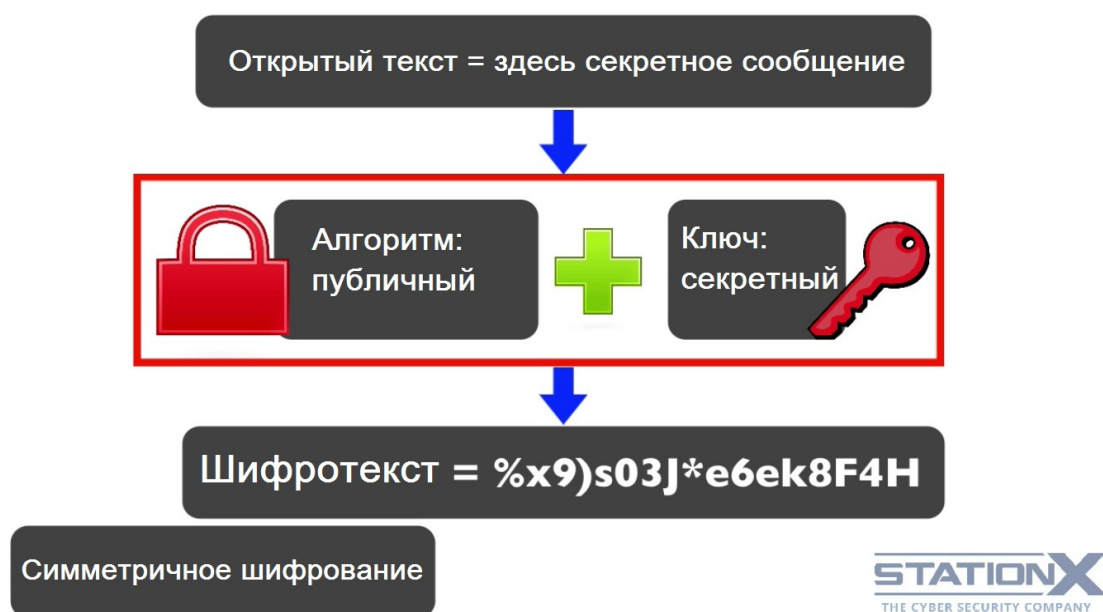 Открытый текст = здесь секретное сообщение
Алгоритм:
публичный
Ключ:
секретный
Шифротекст = %x9)s03J*e6ek8F4H
Симметричное шифрование
STATIONX
THE CYBER SECURITY COMPANY